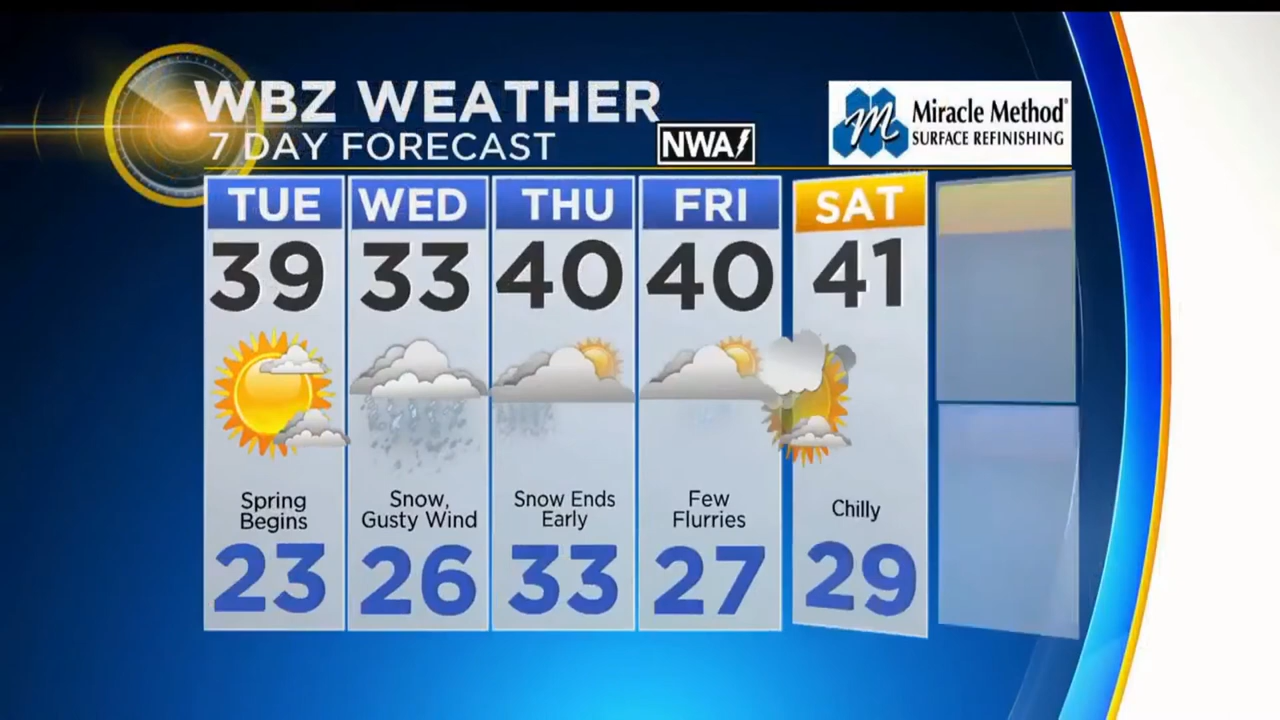 WBZ WEATHER
7 DAY FORECAST
NWA
Miracle Method®
SURFACE REFINISHING
TUE WED THU FRI SAT
39 33 40 40 41
Spring
Begins
Snow,
Gusty Wind
Snow Ends
Early
Few
Flurries
Chilly
23 26 33 27 29